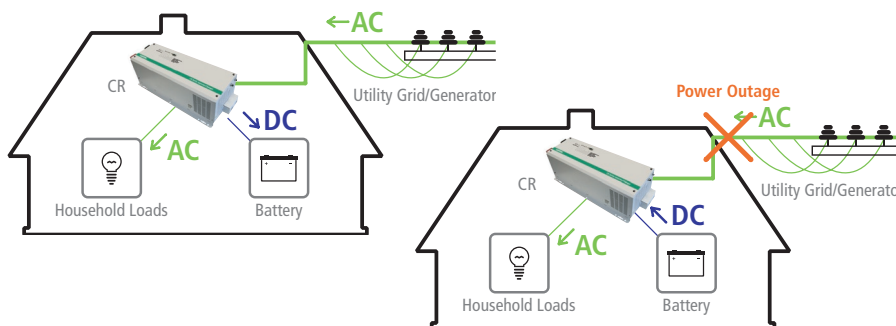 AC
CR
Utility Grid/Generator
DC
AC
Household Loads
Battery
Power Outage
AC
CR
Utility Grid/Generator
DC
AC
Household Loads
Battery